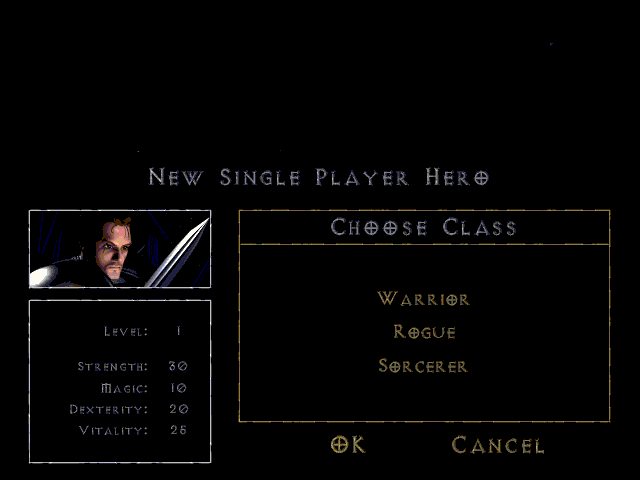 New Single Player Hero
Choose Class
Warrior
Rogue
Sorcerer
Level: 1
Strength: 30
Magic: 10
Dexterity: 20
Vitality: 25
OK Cancel